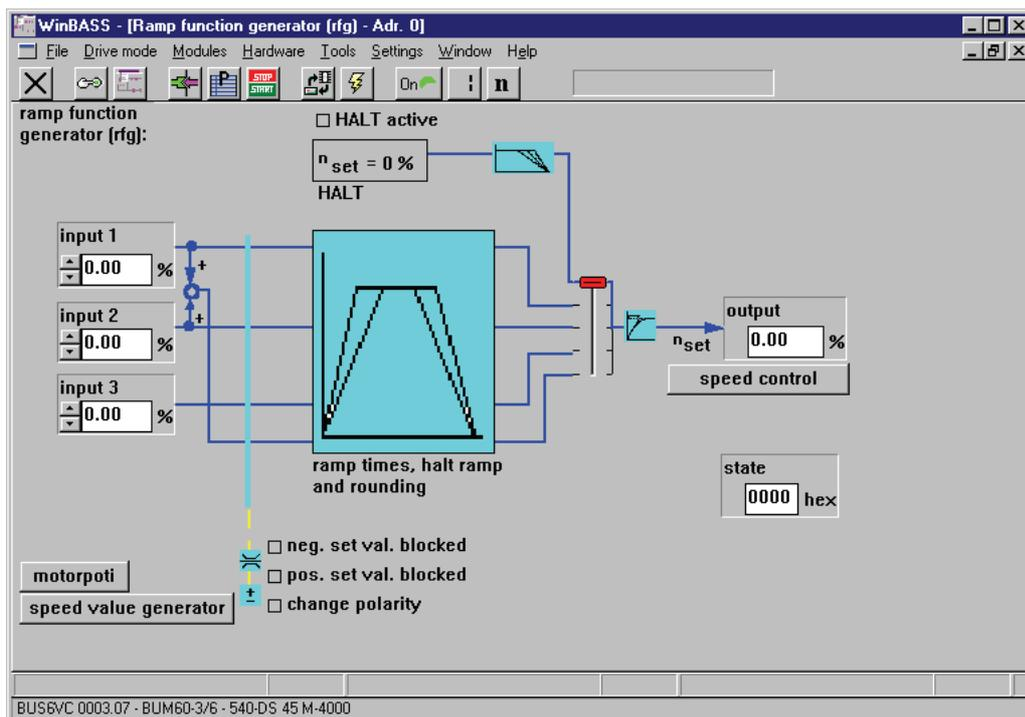 WinBASS - [Ramp function generator (rfg) - Adr. 0]
File Drive mode Modules Hardware Tools Settings Window Help
P STOP START On n
ramp function
generator (rfg):
HALT active
n set = 0 %
HALT
input 1
0.00 %
+
input 2
+
0.00 %
input 3
0.00 %
output
0.00 %
n set
speed control
ramp times, halt ramp
and rounding
state
0000 hex
neg. set val. blocked
pos. set val. blocked
± change polarity
motorpoti
speed value generator
BUS6VC 0003.07 - BUM60-3/6 - 540-DS 45 M-4000